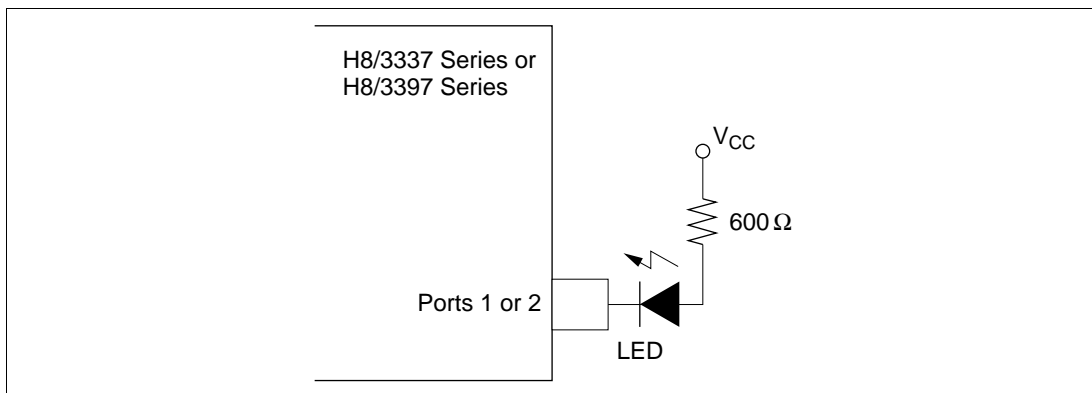 H8/3337 Series or
H8/3397 Series
VCC
600 Ω
Ports 1 or 2
LED